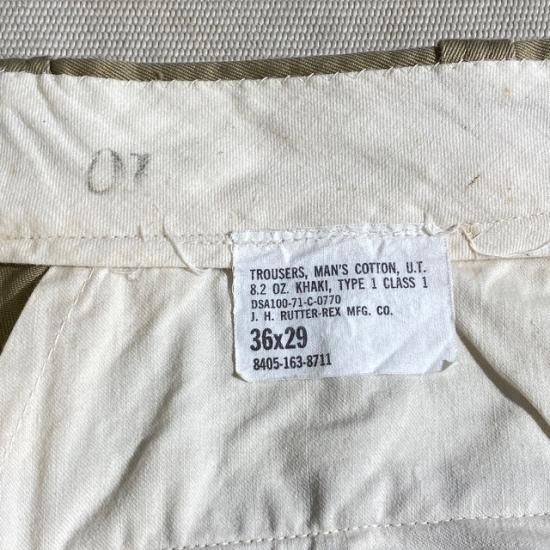 TROUSERS, MAN'S COTTON, U.T.
8.2 OZ. KHAKI, TYPE 1 CLASS 1
DSA100-71-C-0770
J. H. RUTTER-REX MFG. CO.
36x29
8405-163-8711